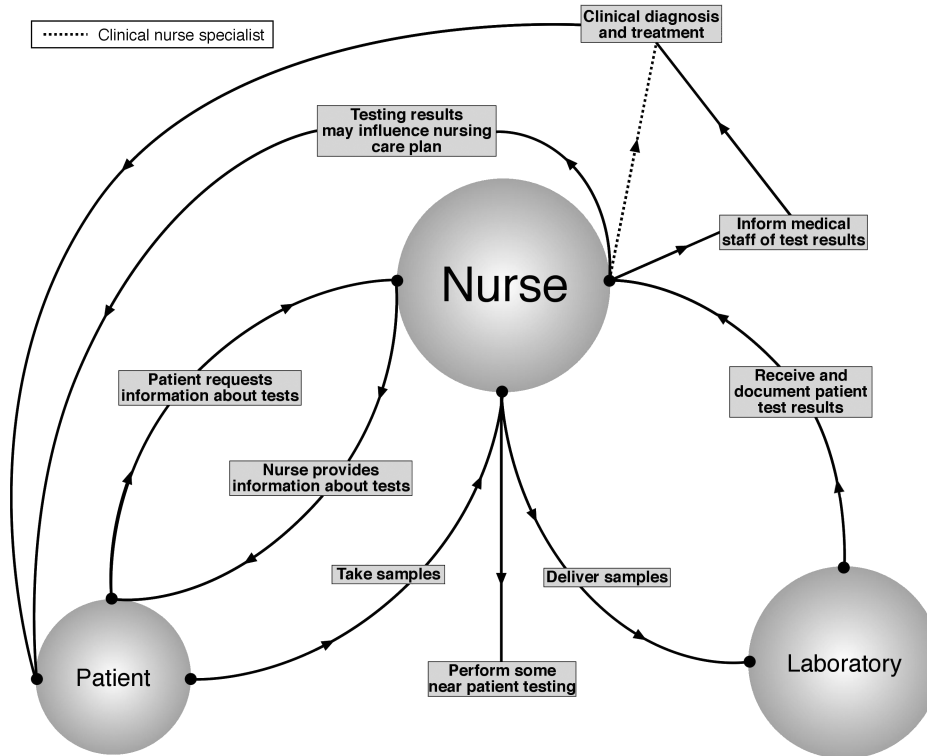 Clinical nurse specialist
Clinical diagnosis
and treatment
Testing results
may influence nursing
care plan
Inform medical
staff of test results
Nurse
Patient requests
information about tests
Receive and
document patient
test results
Nurse provides
information about tests
Take samples
Deliver samples
Perform some
near patient testing
Patient
Laboratory